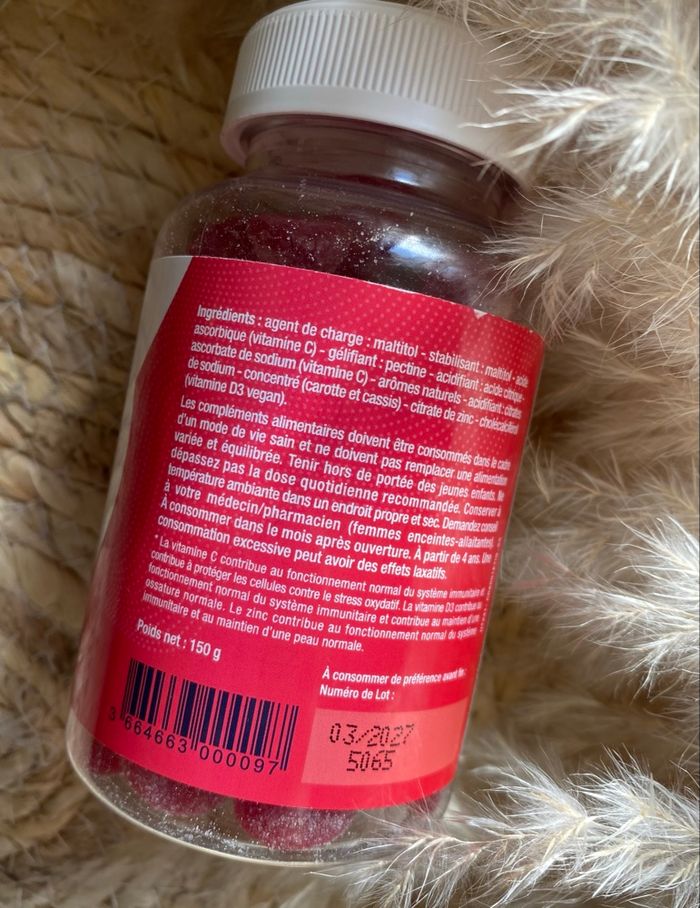 Ingrédients : agent de charge : maltitol - stabilisant : maltitol - acide
ascorbique (vitamine C) - gélifiant : pectine - acidifiant : acide citrique -
ascorbate de sodium (vitamine C) - arômes naturels - acidifiant : citrates
de sodium - concentré (carotte et cassis) - citrate de zinc - cholécalciférol
(vitamine D3 vegan).
Les compléments alimentaires doivent être consommés dans le cadre
d'un mode de vie sain et ne doivent pas remplacer une alimentation
variée et équilibrée. Tenir hors de portée des jeunes enfants. Ne
dépassez pas la dose quotidienne recommandée. Conserver à
température ambiante dans un endroit propre et sec. Demandez conseil
à votre médecin/pharmacien (femmes enceintes-allaitantes)
À consommer dans le mois après ouverture. À partir de 4 ans. Une
consommation excessive peut avoir des effets laxatifs.
* La vitamine C contribue au fonctionnement normal du système immunitaire et
contribue à protéger les cellules contre le stress oxydatif. La vitamine D3 contribue au
fonctionnement normal du système immunitaire et contribue au maintien d'une
ossature normale. Le zinc contribue au fonctionnement normal du système
immunitaire et au maintien d'une peau normale.
Poids net : 150 g
À consommer de préférence avant fin :
Numéro de Lot :
03/2027
5065
3 664663 000097